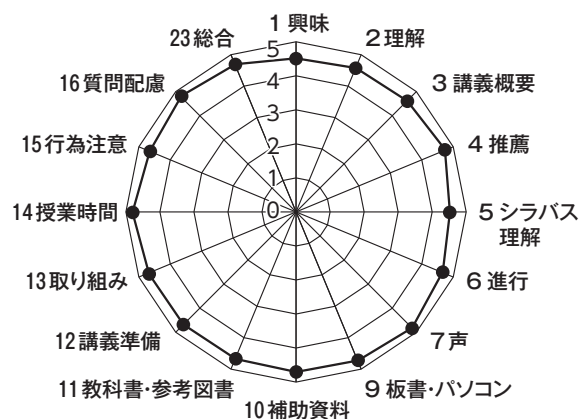 1 興味
2 理解
3 講義概要
4 推薦
5 シラバス
理解
6 進行
7 声
9 板書・パソコン
10 補助資料
11 教科書・参考図書
12 講義準備
13 取り組み
14 授業時間
15 行為注意
16 質問配慮
23 総合
5
4
3
2
1
0